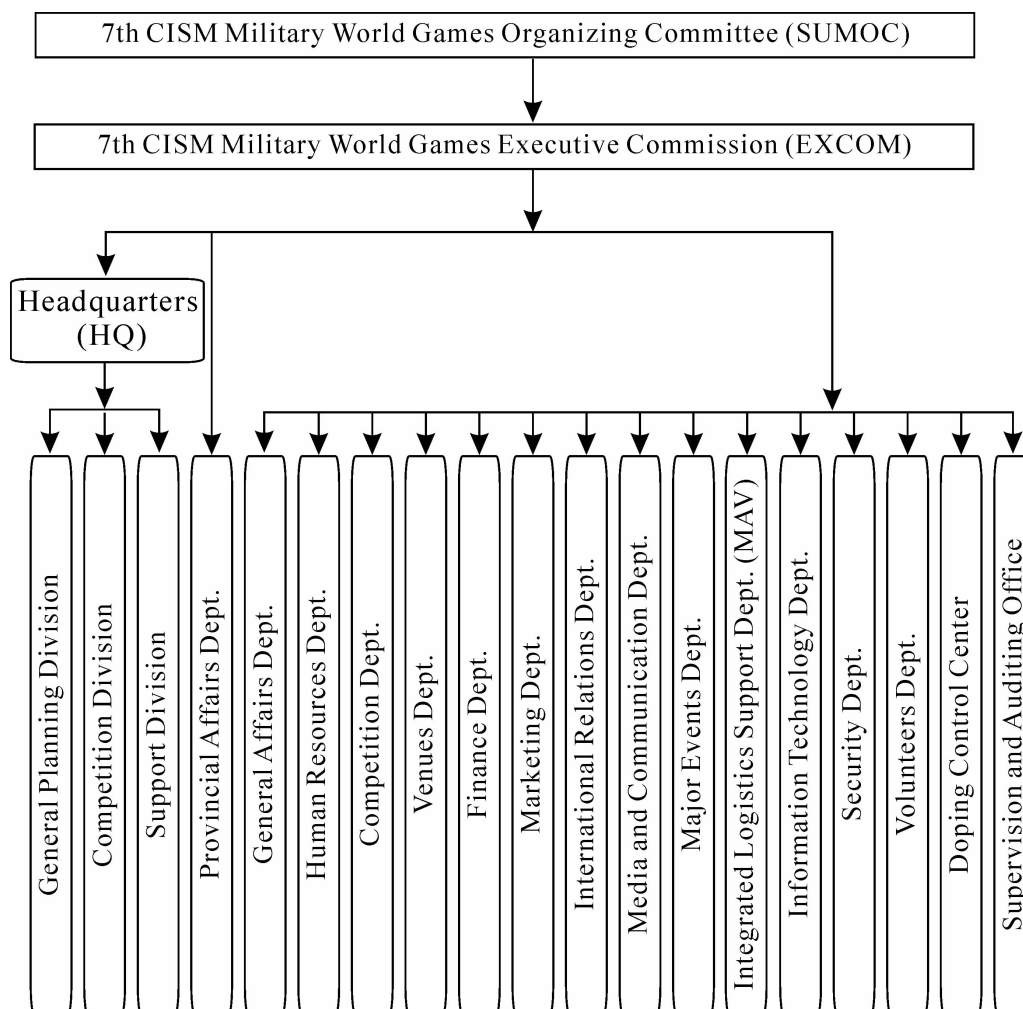 7th CISM Military World Games Organizing Committee (SUMOC)
7th CISM Military World Games Executive Commission (EXCOM)
Headquarters
(HQ)
General Planning Division
Competition Division
Support Division
Provincial Affairs Dept.
General Affairs Dept.
Human Resources Dept.
Competition Dept.
Venues Dept.
Finance Dept.
Marketing Dept.
International Relations Dept.
Media and Communication Dept.
Major Events Dept.
Integrated Logistics Support Dept. (MAV)
Information Technology Dept.
Security Dept.
Volunteers Dept.
Doping Control Center
Supervision and Auditing Office